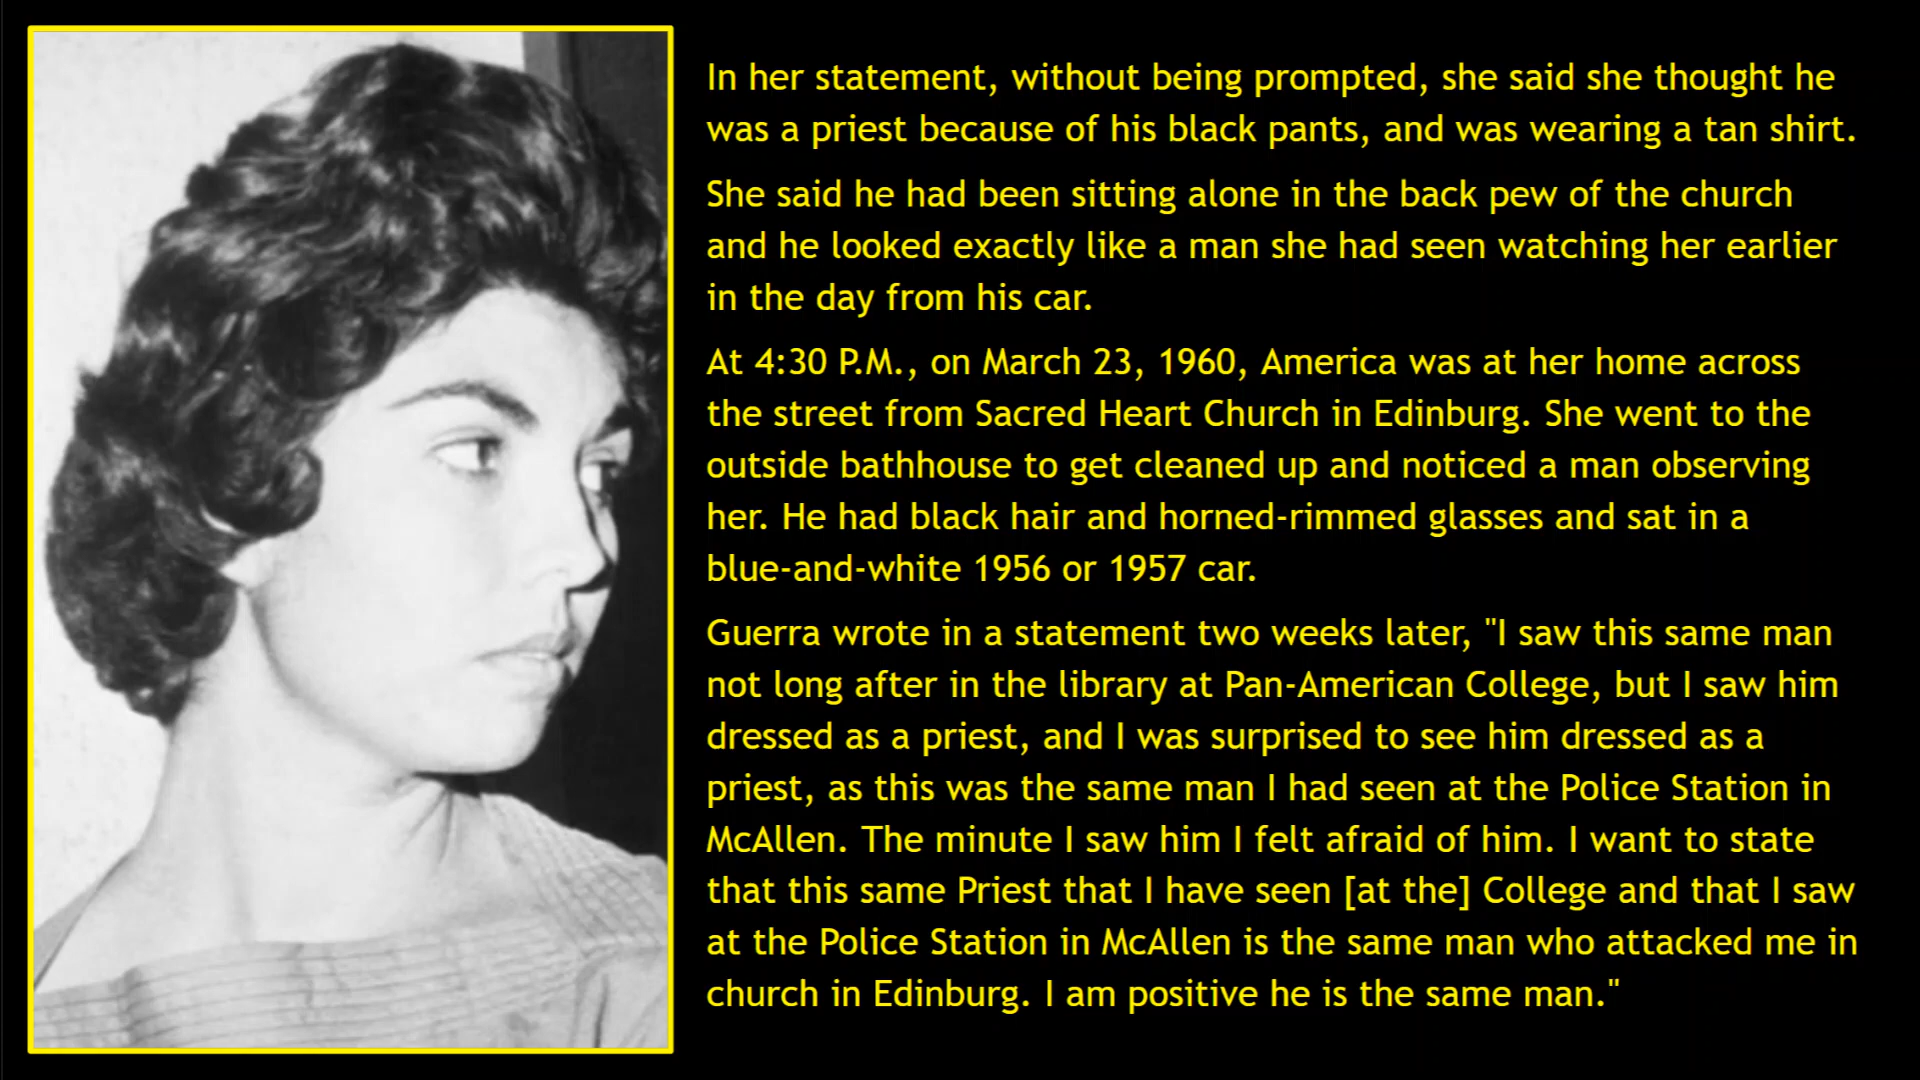 In her statement, without being prompted, she said she thought he
was a priest because of his black pants, and was wearing a tan shirt.
She said he had been sitting alone in the back pew of the church
and he looked exactly like a man she had seen watching her earlier
in the day from his car.
At 4:30 P.M., on March 23, 1960, America was at her home across
the street from Sacred Heart Church in Edinburg. She went to the
outside bathhouse to get cleaned up and noticed a man observing
her. He had black hair and horned-rimmed glasses and sat in a
blue-and-white 1956 or 1957 car.
Guerra wrote in a statement two weeks later, "I saw this same man
not long after in the library at Pan-American College, but I saw him
dressed as a priest, and I was surprised to see him dressed as a
priest, as this was the same man I had seen at the Police Station in
McAllen. The minute I saw him I felt afraid of him. I want to state
that this same Priest that I have seen [at the] College and that I saw
at the Police Station in McAllen is the same man who attacked me in
church in Edinburg. I am positive he is the same man."